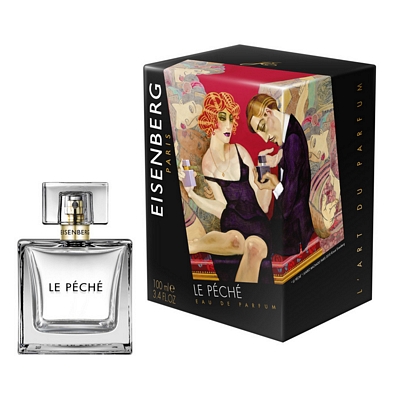 EISENBERG
LE PÉCHÉ
EISENBERG
PARIS
100 ml e
3.4 FL.OZ
LE PÉCHÉ
EAU DE PARFUM
L'ART DU PARFUM